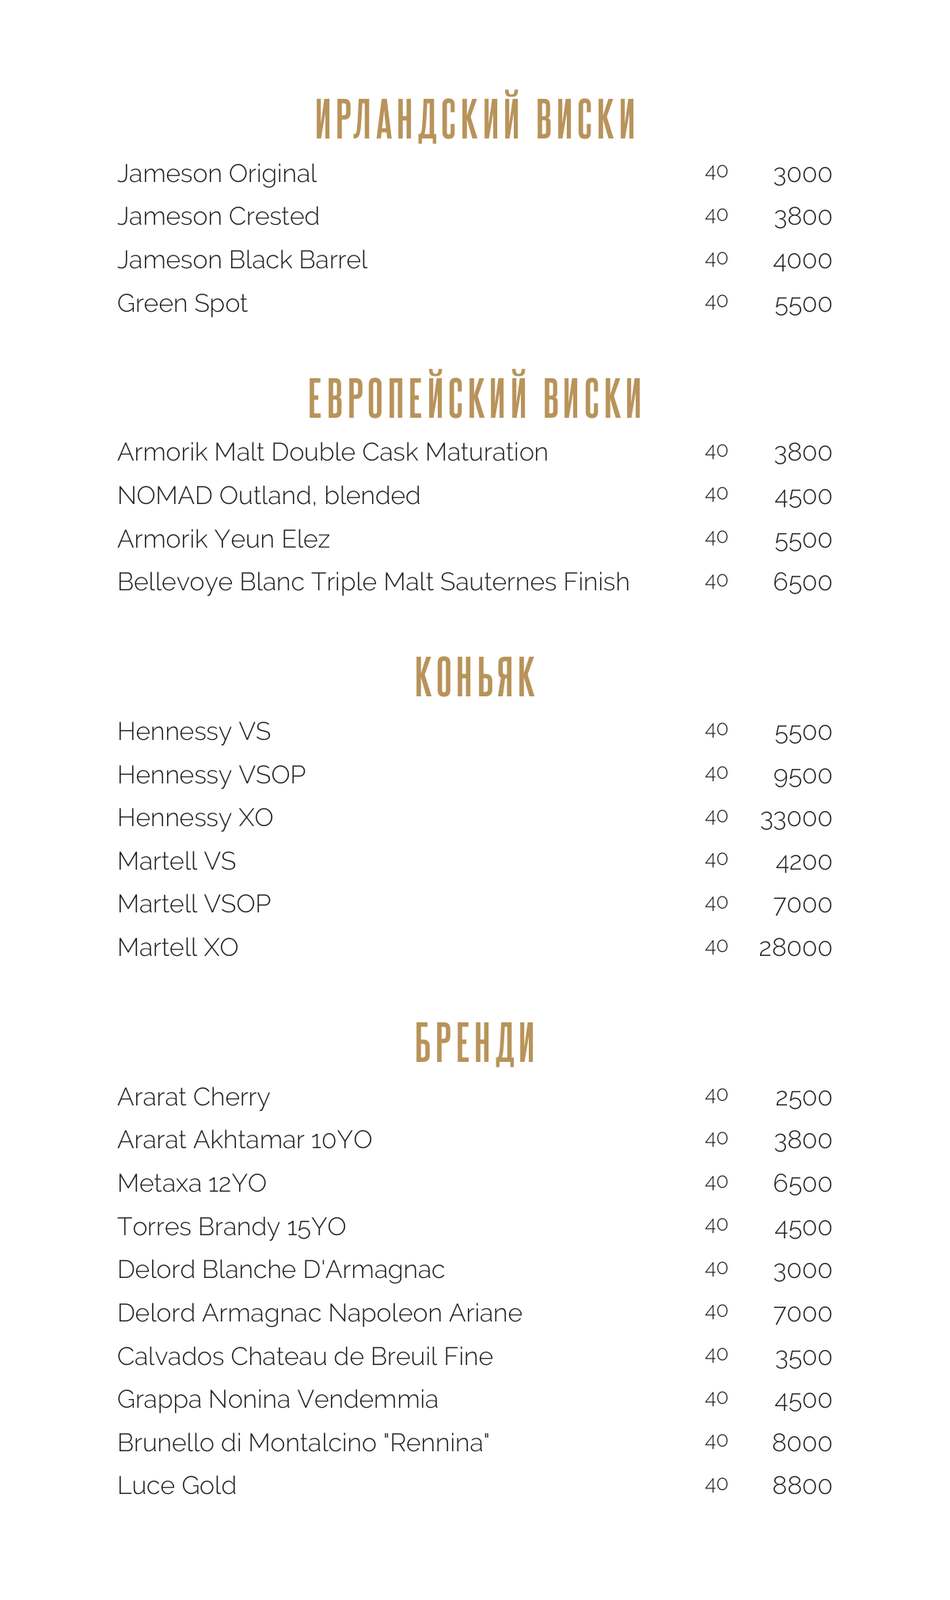 ИРЛАНДСКИЙ ВИСКИ
Jameson Original 40 3000
Jameson Crested 40 3800
Jameson Black Barrel 40 4000
Green Spot 40 5500
ЕВРОПЕЙСКИЙ ВИСКИ
Armorik Malt Double Cask Maturation 40 3800
NOMAD Outland, blended 40 4500
Armorik Yeun Elez 40 5500
Bellevoye Blanc Triple Malt Sauternes Finish 40 6500
КОНЬЯК
Hennessy VS 40 5500
Hennessy VSOP 40 9500
Hennessy XO 40 33000
Martell VS 40 4200
Martell VSOP 40 7000
Martell XO 40 28000
БРЕНДИ
Ararat Cherry 40 2500
Ararat Akhtamar 10YO 40 3800
Metaxa 12YO 40 6500
Torres Brandy 15YO 40 4500
Delord Blanche D'Armagnac 40 3000
Delord Armagnac Napoleon Ariane 40 7000
Calvados Chateau de Breuil Fine 40 3500
Grappa Nonina Vendemmia 40 4500
Brunello di Montalcino "Rennina" 40 8000
Luce Gold 40 8800